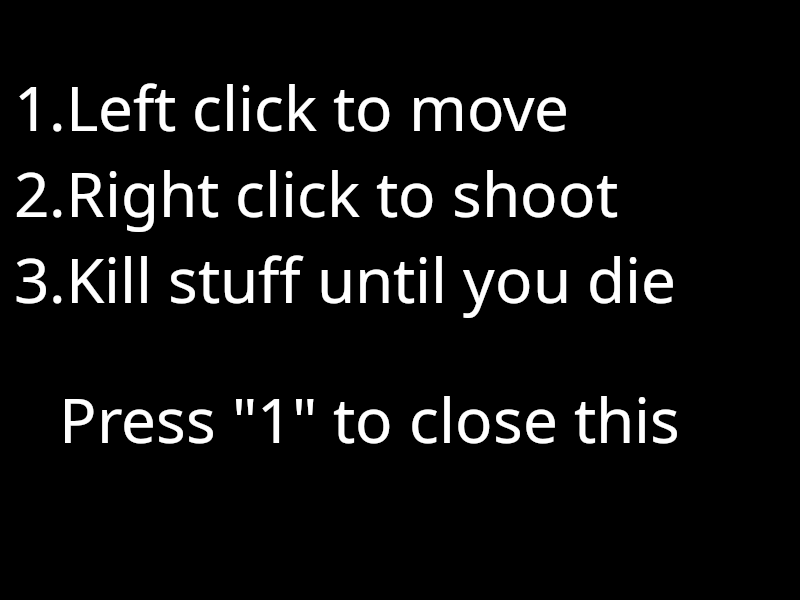 1.Left click to move
2.Right click to shoot
3.Kill stuff until you die
Press "1" to close this